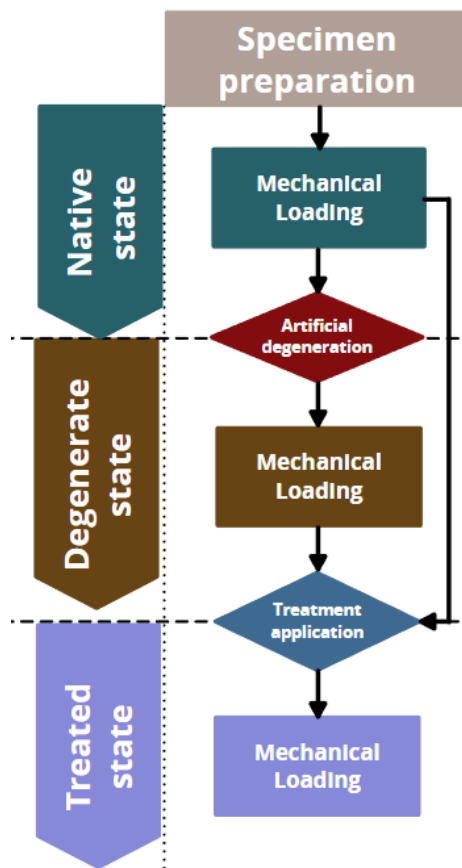 Specimen
preparation
Native
state
Mechanical
Loading
Artificial
degeneration
Degenerate
state
Mechanical
Loading
Treatment
application
Treated
state
Mechanical
Loading